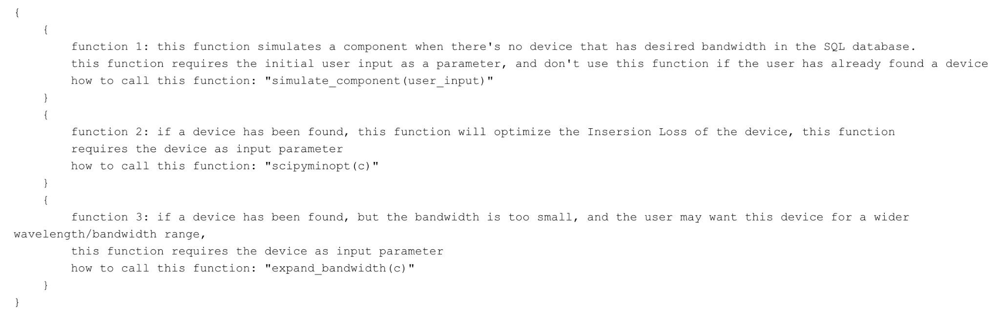 {
{
function 1: this function simulates a component when there's no device that has desired bandwidth in the SQL database.
this function requires the initial user input as a parameter, and don't use this function if the user has already found a device
how to call this function: "simulate_component(user_input)"
}
{
function 2: if a device has been found, this function will optimize the Insersion Loss of the device, this function
requires the device as input parameter
how to call this function: "scipyminopt(c)"
}
{
function 3: if a device has been found, but the bandwidth is too small, and the user may want this device for a wider
wavelength/bandwidth range,
this function requires the device as input parameter
how to call this function: "expand_bandwidth(c)"
}
}